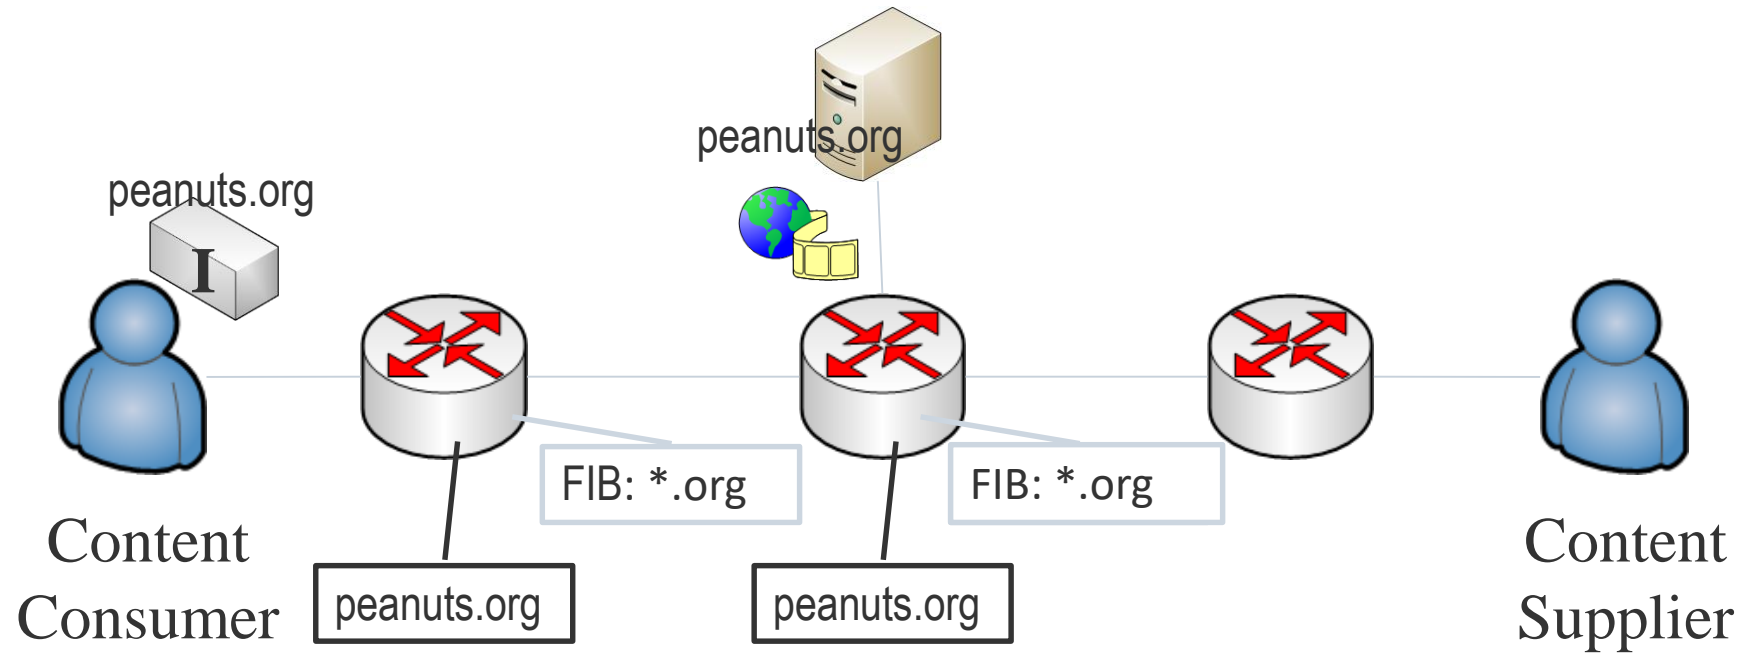 peanuts.org
peanuts.org
I
FIB: *.org
FIB: *.org
Content
Consumer
peanuts.org
peanuts.org
Content
Supplier